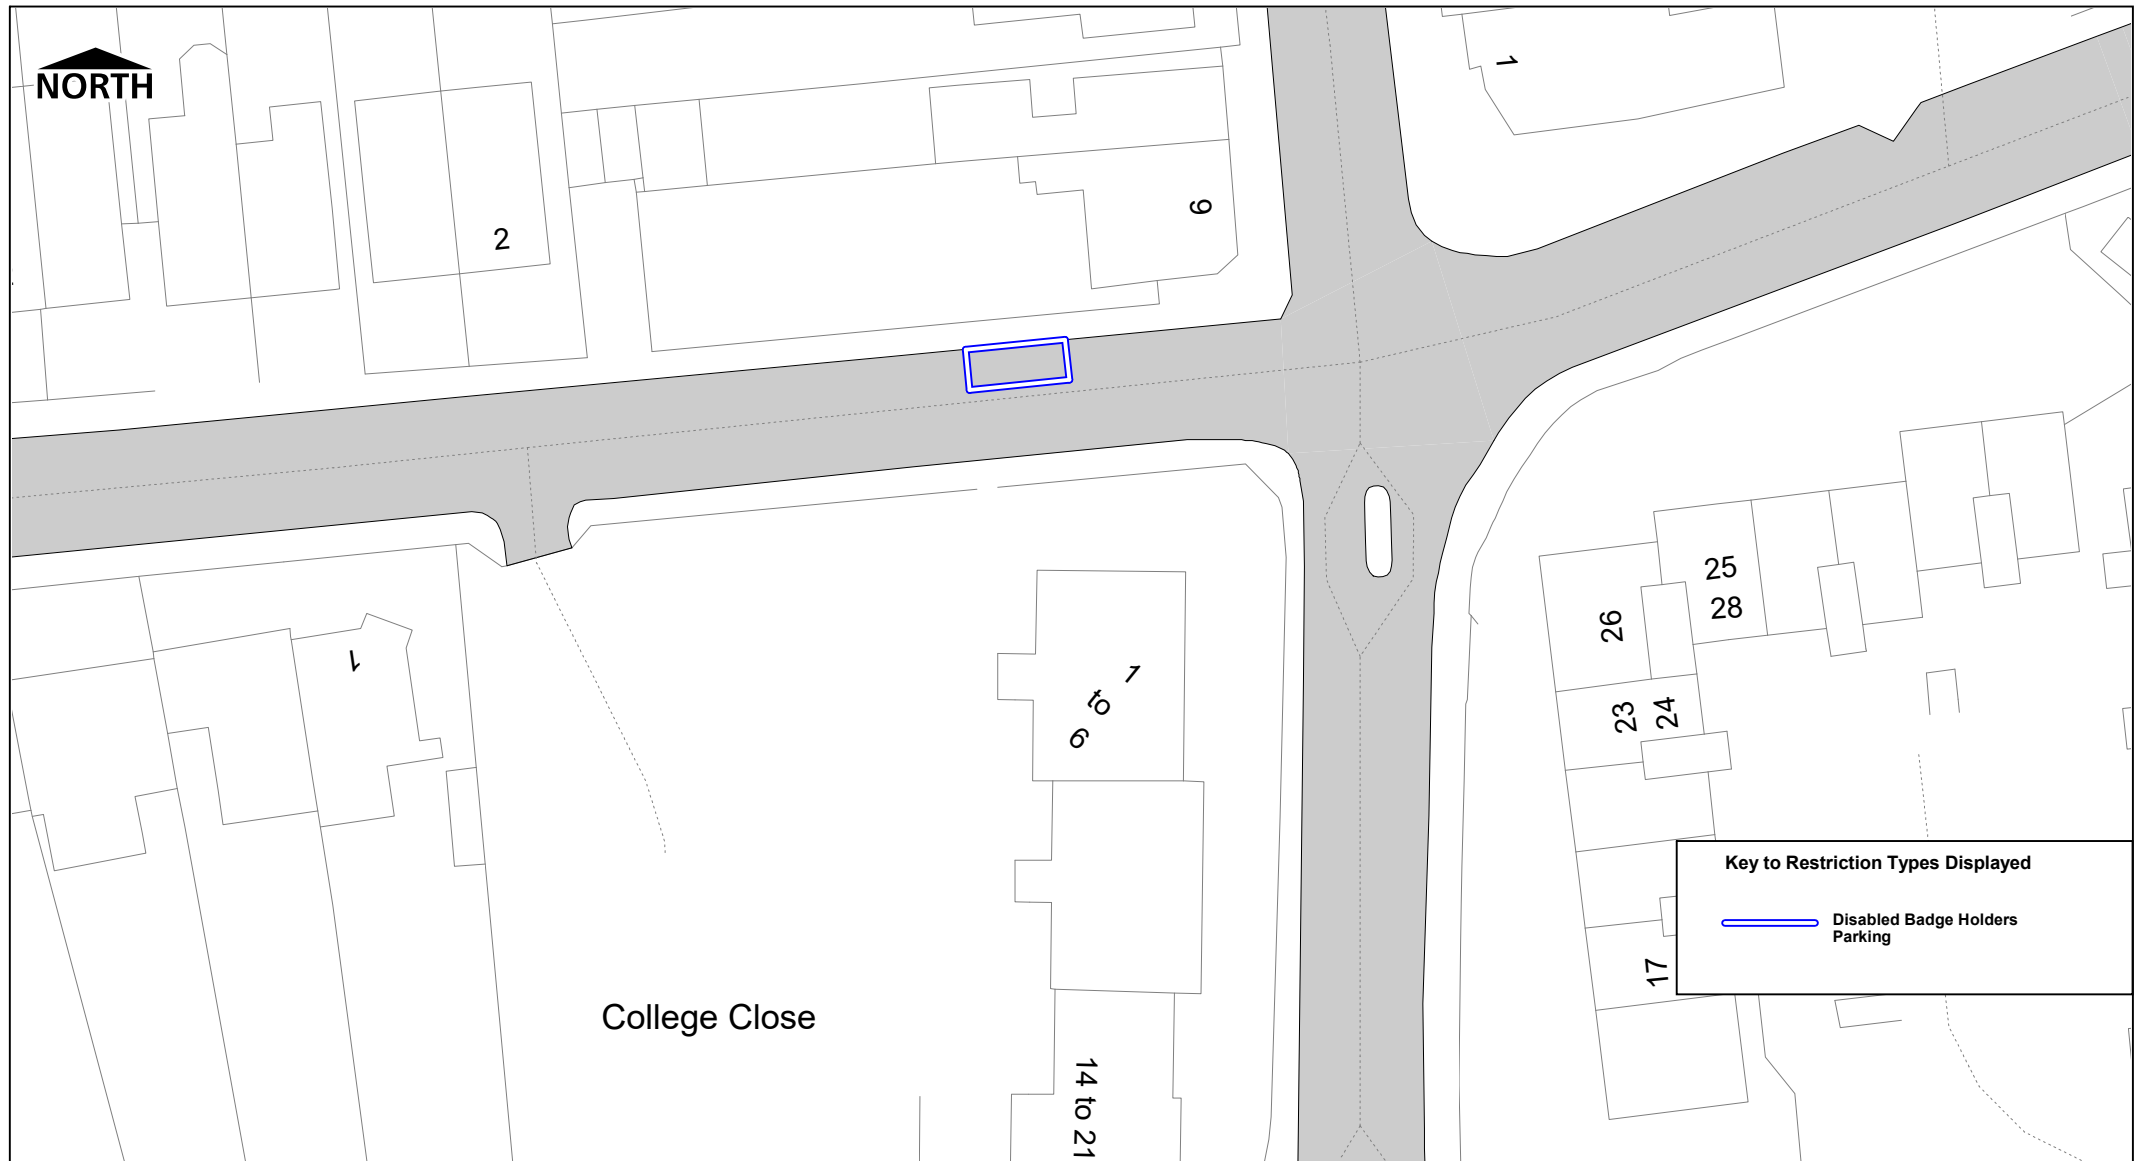 NORTH
1
2
9
25
28
26
1
1
to
6
23
24
Key to Restriction Types Displayed
Disabled Badge Holders
Parking
17
College Close
14 to 21